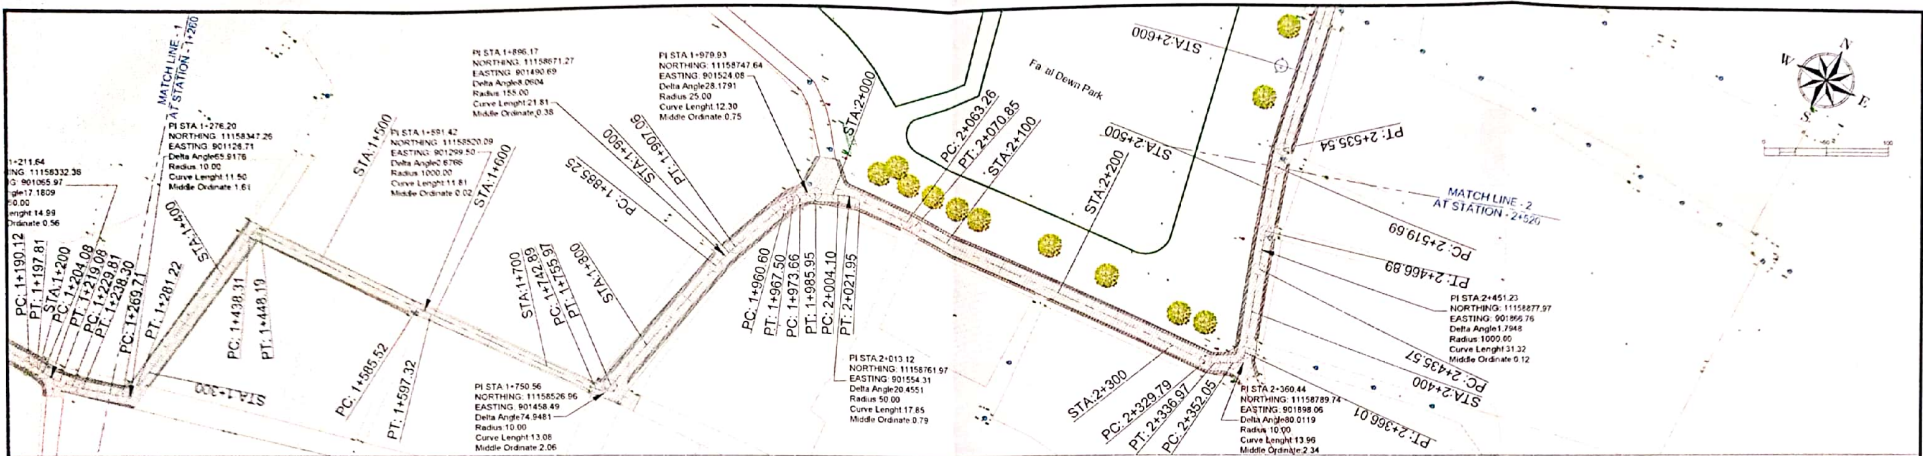 MATCH LINE - 1
AT STATION - 1+260
1+211.64
ING: 11158332.38
G: 901065.97
ngle17.1809
50.00
enght 14.99
Ordinate 0.56
PC: 1+190.12
PT: 1+197.81
STA:1+200
PC: 1+204.08
PT: 1+219.08
PC: 1+229.81
PT: 1+238.30
PC: 1+269.71
PT: 1+281.22
PI STA 1+276.20
NORTHING: 11158347.26
EASTING: 901126.71
Delta Angle65.9176
Radius:10.00
Curve Lenght 11.50
Middle Ordinate 1.61
STA:1+300
STA:1+400
PC: 1+438.31
PT: 1+448.19
STA:1+500
PI STA 1+591.42
NORTHING: 11158520.09
EASTING: 901299.50
Delta Angle0.6766
Radius:1000.00
Curve Lenght 11.81
Middle Ordinate 0.02
PC: 1+585.52
PT: 1+597.32
STA:1+600
STA:1+700
PC: 1+742.89
PT: 1+755.97
STA:1+800
PI STA 1+750.56
NORTHING: 11158526.96
EASTING: 901458.49
Delta Angle74.9481
Radius:10.00
Curve Lenght 13.08
Middle Ordinate:2.06
PI STA 1+896.17
NORTHING: 11158671.27
EASTING: 901490.69
Delta Angle8.0604
Radius: 155.00
Curve Lenght 21.81
Middle Ordinate 0.38
PC: 1+885.25
STA:1+900
PT: 1+907.06
PI STA 1+979.93
NORTHING: 11158747.64
EASTING: 901524.08
Delta Angle28.1791
Radius: 25.00
Curve Lenght 12.30
Middle Ordinate 0.75
PC: 1+960.60
PT: 1+967.50
PC: 1+973.66
PT: 1+985.95
PC: 2+004.10
PT: 2+021.95
STA:2+000
PI STA 2+013.12
NORTHING: 11158761.97
EASTING: 901554.31
Delta Angle20.4551
Radius 50.00
Curve Lenght 17.85
Middle Ordinate 0.79
PC: 2+063.26
PT: 2+070.85
STA:2+100
STA:2+200
STA:2+300
PC: 2+329.79
PT: 2+336.97
PC: 2+352.05
PI STA 2+360.44
NORTHING: 11158789.74
EASTING: 901898.06
Delta Angle80.0119
Radius 10.00
Curve Lenght 13.96
Middle Ordinate 2.34
PT: 2+366.01
STA:2+400
PC: 2+435.57
PI STA:2+451.23
NORTHING: 11158877.97
EASTING: 901866.76
Delta Angle1.7948
Radius:1000.00
Curve Lenght 31.32
Middle Ordinate 0.12
PT: 2+466.89
PC: 2+519.69
MATCH LINE - 2
AT STATION - 2+520
PT: 2+535.54
STA:2+500
STA:2+600
Dewn Park
N
W
E
S